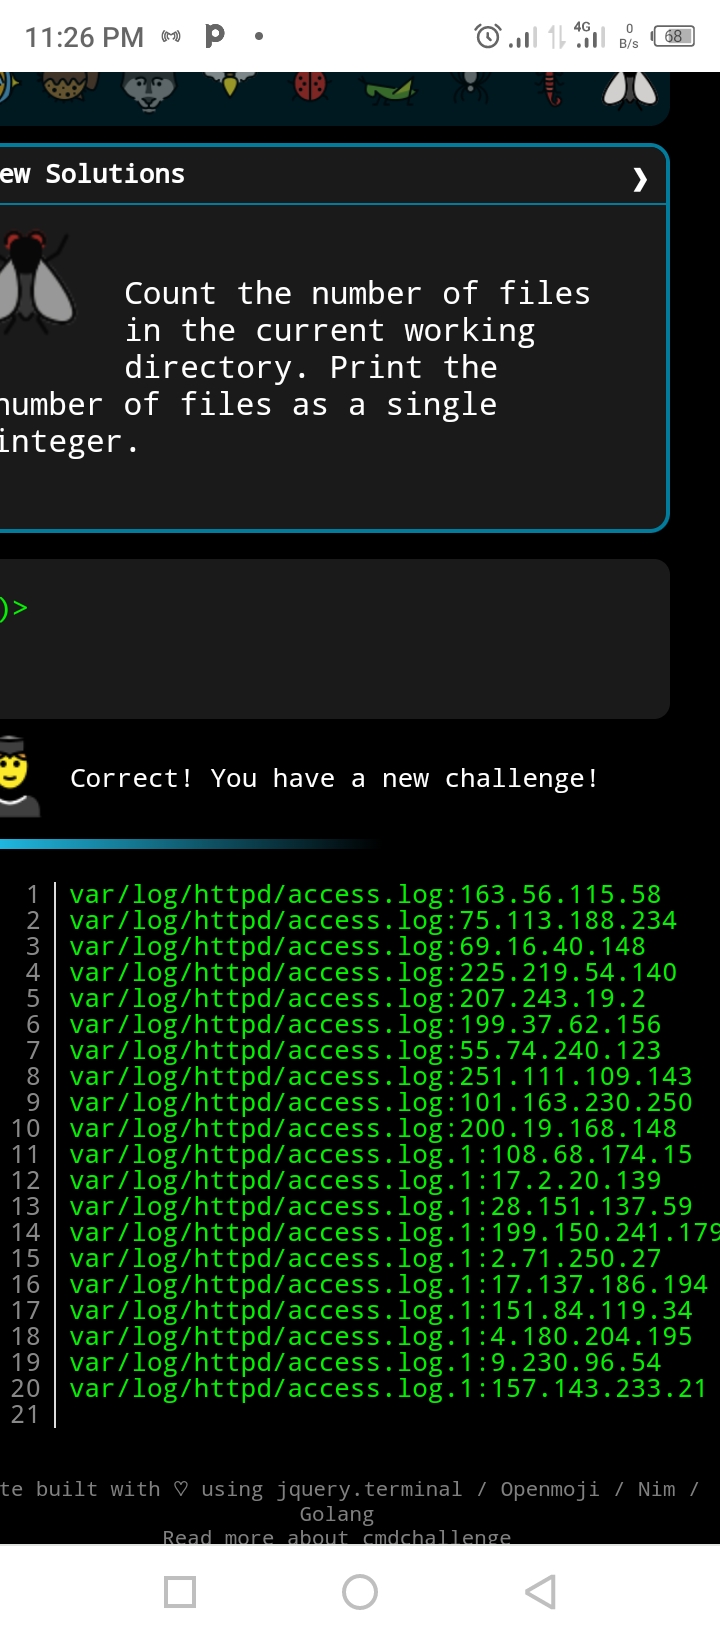 11:26 PM
4G
0
B/s
68
ew Solutions
Count the number of files
in the current working
directory. Print the
number of files as a single
integer.
)>
Correct! You have a new challenge!
1 var/log/httpd/access.log:163.56.115.58
2 var/log/httpd/access.log:75.113.188.234
3 var/log/httpd/access.log:69.16.40.148
4 var/log/httpd/access.log:225.219.54.140
5 var/log/httpd/access.log:207.243.19.2
6 var/log/httpd/access.log:199.37.62.156
7 var/log/httpd/access.log:55.74.240.123
8 var/log/httpd/access.log:251.111.109.143
9 var/log/httpd/access.log:101.163.230.250
10 var/log/httpd/access.log:200.19.168.148
11 var/log/httpd/access.log.1:108.68.174.15
12 var/log/httpd/access.log.1:17.2.20.139
13 var/log/httpd/access.log.1:28.151.137.59
14 var/log/httpd/access.log.1:199.150.241.179
15 var/log/httpd/access.log.1:2.71.250.27
16 var/log/httpd/access.log.1:17.137.186.194
17 var/log/httpd/access.log.1:151.84.119.34
18 var/log/httpd/access.log.1:4.180.204.195
19 var/log/httpd/access.log.1:9.230.96.54
20 var/log/httpd/access.log.1:157.143.233.21
21
te built with ♡ using jquery.terminal / Openmoji / Nim /
Golang
Read more about cmdchallenge